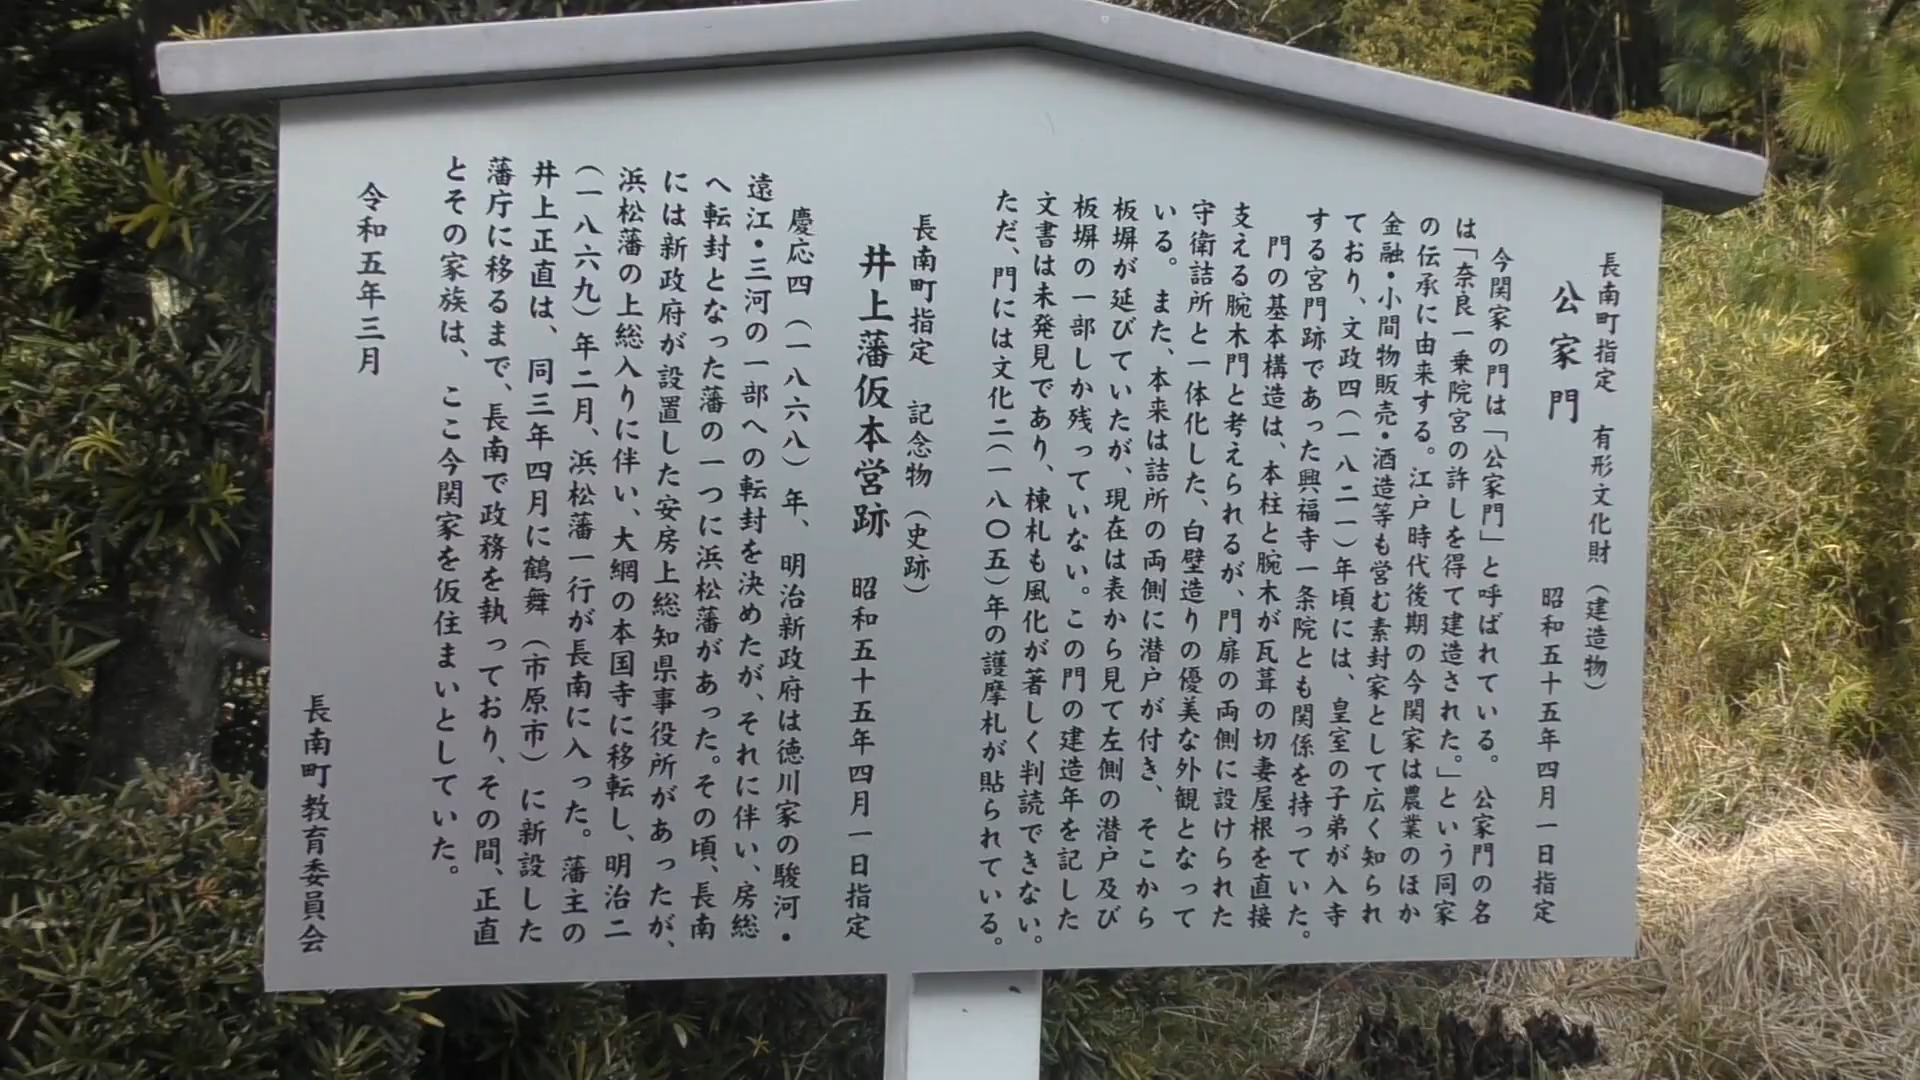 長南町指定　有形文化財（建造物）
公家門　昭和五十五年四月一日指定
今関家の門は「公家門」と呼ばれている。公家門の名
は「奈良一乗院宮の許しを得て建造された。」という同家
の伝承に由来する。江戸時代後期の今関家は農業のほか
金融・小間物販売・酒造等も営む素封家として広く知られ
ており、文政四（一八二一）年頃には、皇室の子弟が入寺
する宮門跡であった興福寺一条院とも関係を持っていた。
門の基本構造は、本柱と腕木が瓦葺の切妻屋根を直接
支える腕木門と考えられるが、門扉の両側に設けられた
守衛詰所と一体化した、白壁造りの優美な外観となって
いる。また、本来は詰所の両側に潜戸が付き、そこから
板塀が延びていたが、現在は表から見て左側の潜戸及び
板塀の一部しか残っていない。この門の建造年を記した
文書は未発見であり、棟札も風化が著しく判読できない。
ただ、門には文化二（一八〇五）年の護摩札が貼られている。
長南町指定　記念物（史跡）
井上藩仮本営跡　昭和五十五年四月一日指定
慶応四（一八六八）年、明治新政府は徳川家の駿河・
遠江・三河の一部への転封を決めたが、それに伴い、房総
へ転封となった藩の一つに浜松藩があった。その頃、長南
には新政府が設置した安房上総知県事役所があったが、
浜松藩の上総入りに伴い、大網の本国寺に移転し、明治二
（一八六九）年二月、浜松藩一行が長南に入った。藩主の
井上正直は、同三年四月に鶴舞（市原市）に新設した
藩庁に移るまで、長南で政務を執っており、その間、正直
とその家族は、ここ今関家を仮住まいとしていた。
令和五年三月
長南町教育委員会